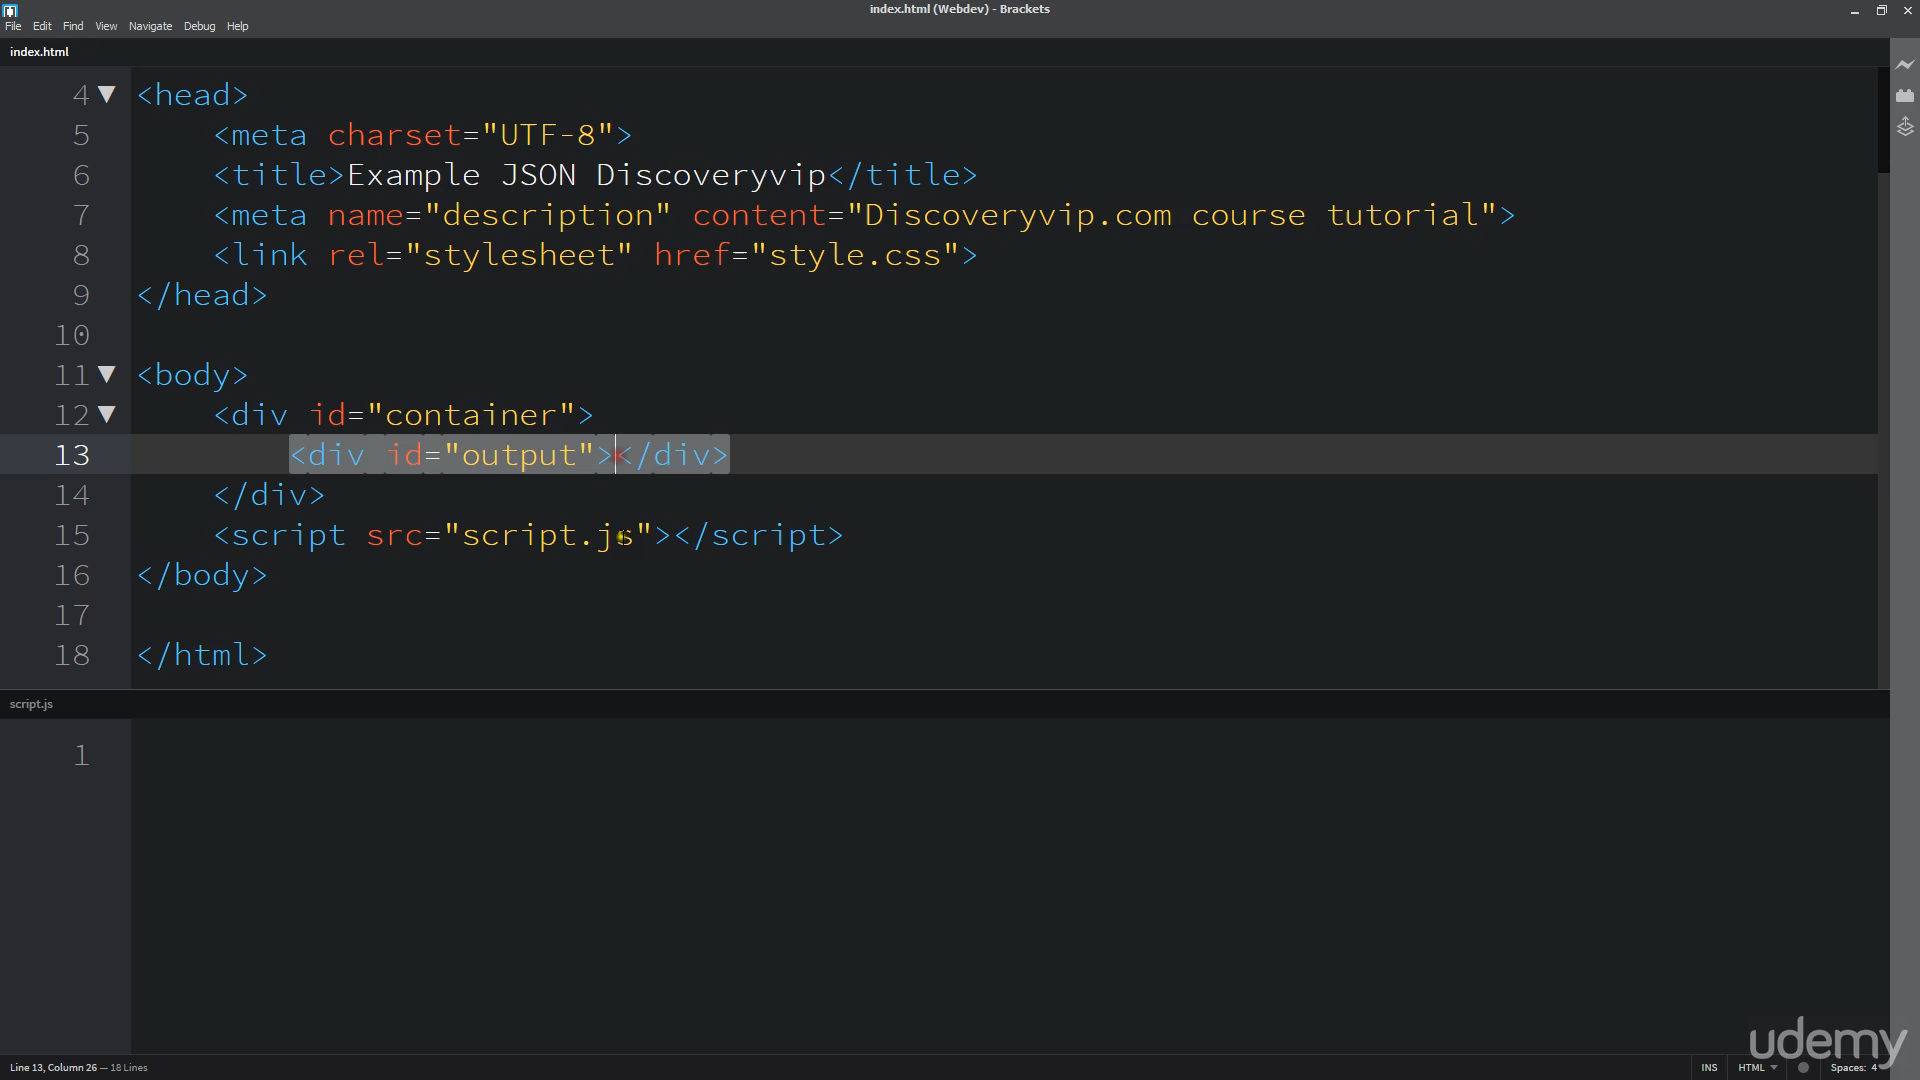 index.html (Webdev) - Brackets
File Edit Find View Navigate Debug Help
index.html
4 <head>
5 <meta charset="UTF-8">
6 <title>Example JSON Discoveryvip</title>
7 <meta name="description" content="Discoveryvip.com course tutorial">
8 <link rel="stylesheet" href="style.css">
9 </head>
10
11 <body>
12 <div id="container">
13 <div id="output"></div>
14 </div>
15 <script src="script.js"></script>
16 </body>
17
18 </html>
script.js
1
udemy
Line 13, Column 26 — 18 Lines
INS HTML Spaces: 4